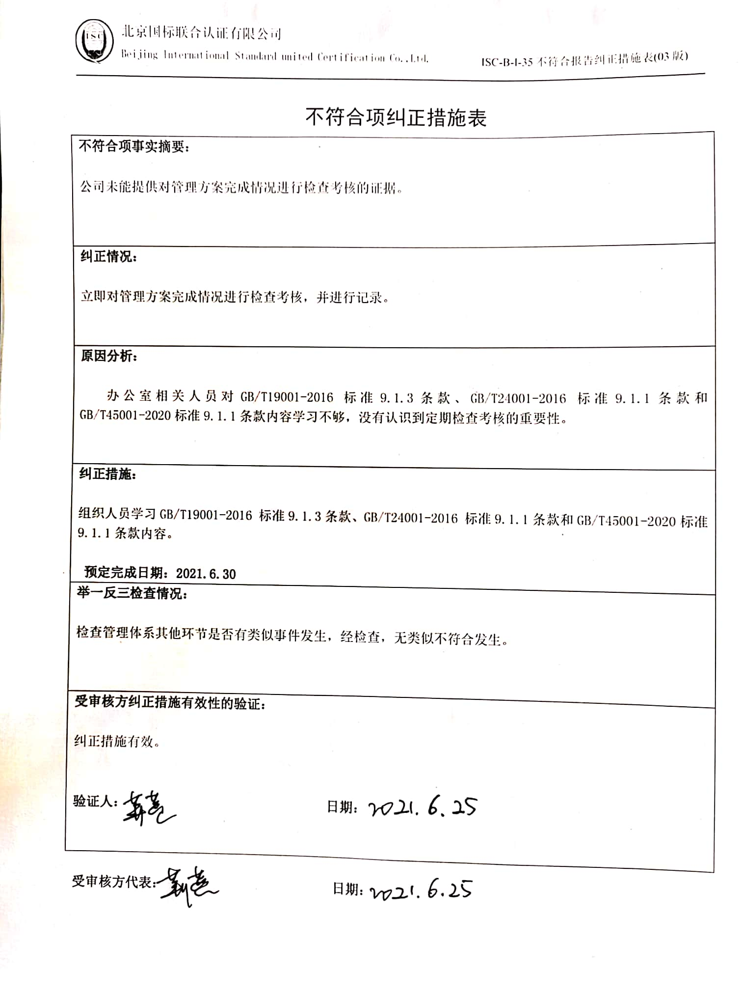 ISC
北京国标联合认证有限公司
Beijing International Standard united Certification Co.,Ltd.
ISC-B-I-35 不符合报告纠正措施表(03 版)
不符合项纠正措施表
不符合项事实摘要：
公司未能提供对管理方案完成情况进行检查考核的证据。
纠正情况：
立即对管理方案完成情况进行检查考核，并进行记录。
原因分析：
办公室相关人员对 GB/T19001-2016 标准 9.1.3 条款、GB/T24001-2016 标准 9.1.1 条款和
GB/T45001-2020 标准 9.1.1 条款内容学习不够，没有认识到定期检查考核的重要性。
纠正措施：
组织人员学习 GB/T19001-2016 标准 9.1.3 条款、GB/T24001-2016 标准 9.1.1 条款和 GB/T45001-2020 标准
9.1.1 条款内容。
预定完成日期：2021.6.30
举一反三检查情况：
检查管理体系其他环节是否有类似事件发生，经检查，无类似不符合发生。
受审核方纠正措施有效性的验证：
纠正措施有效。
验证人： 日期：2021.6.25
受审核方代表： 日期：2021.6.25